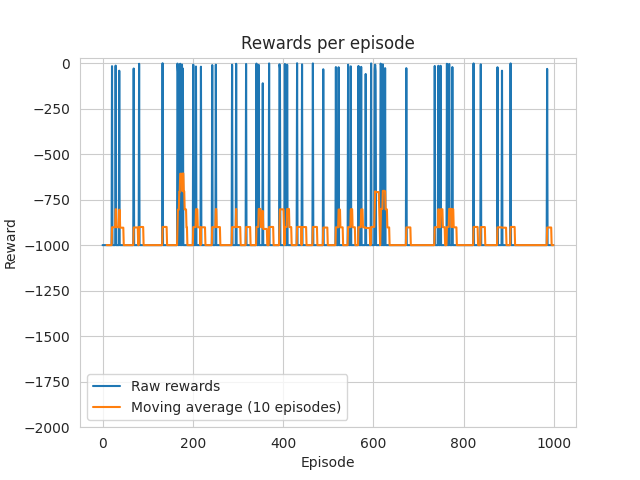 Rewards per episode
0
−250
−500
−750
−1000
−1250
−1500
−1750
−2000
Reward
Raw rewards
Moving average (10 episodes)
0 200 400 600 800 1000
Episode